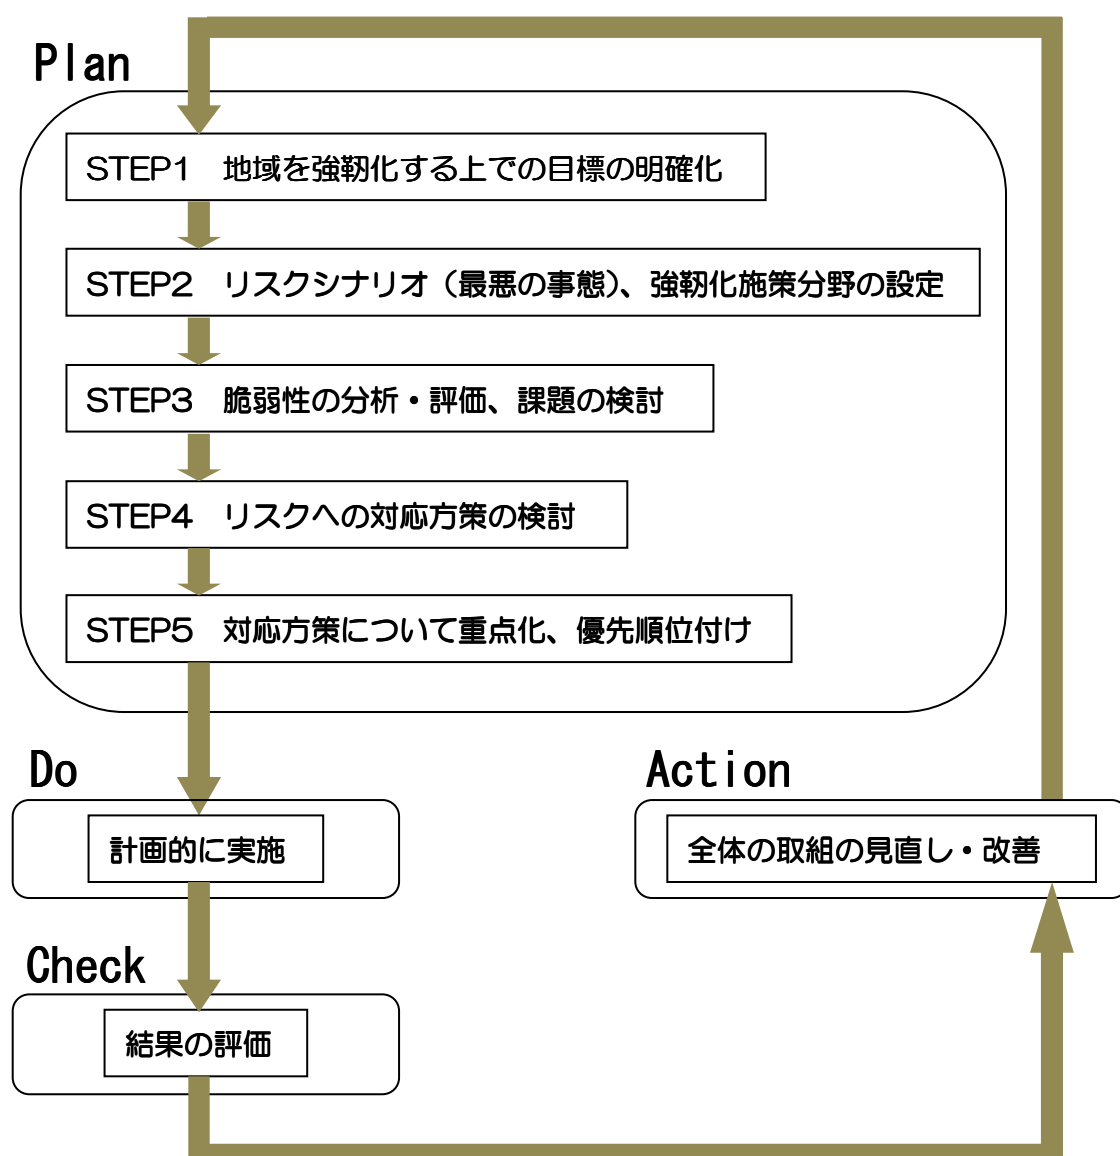 Plan
STEP1　地域を強靭化する上での目標の明確化
STEP2　リスクシナリオ（最悪の事態）、強靭化施策分野の設定
STEP3　脆弱性の分析・評価、課題の検討
STEP4　リスクへの対応方策の検討
STEP5　対応方策について重点化、優先順位付け
Do
計画的に実施
Action
全体の取組の見直し・改善
Check
結果の評価